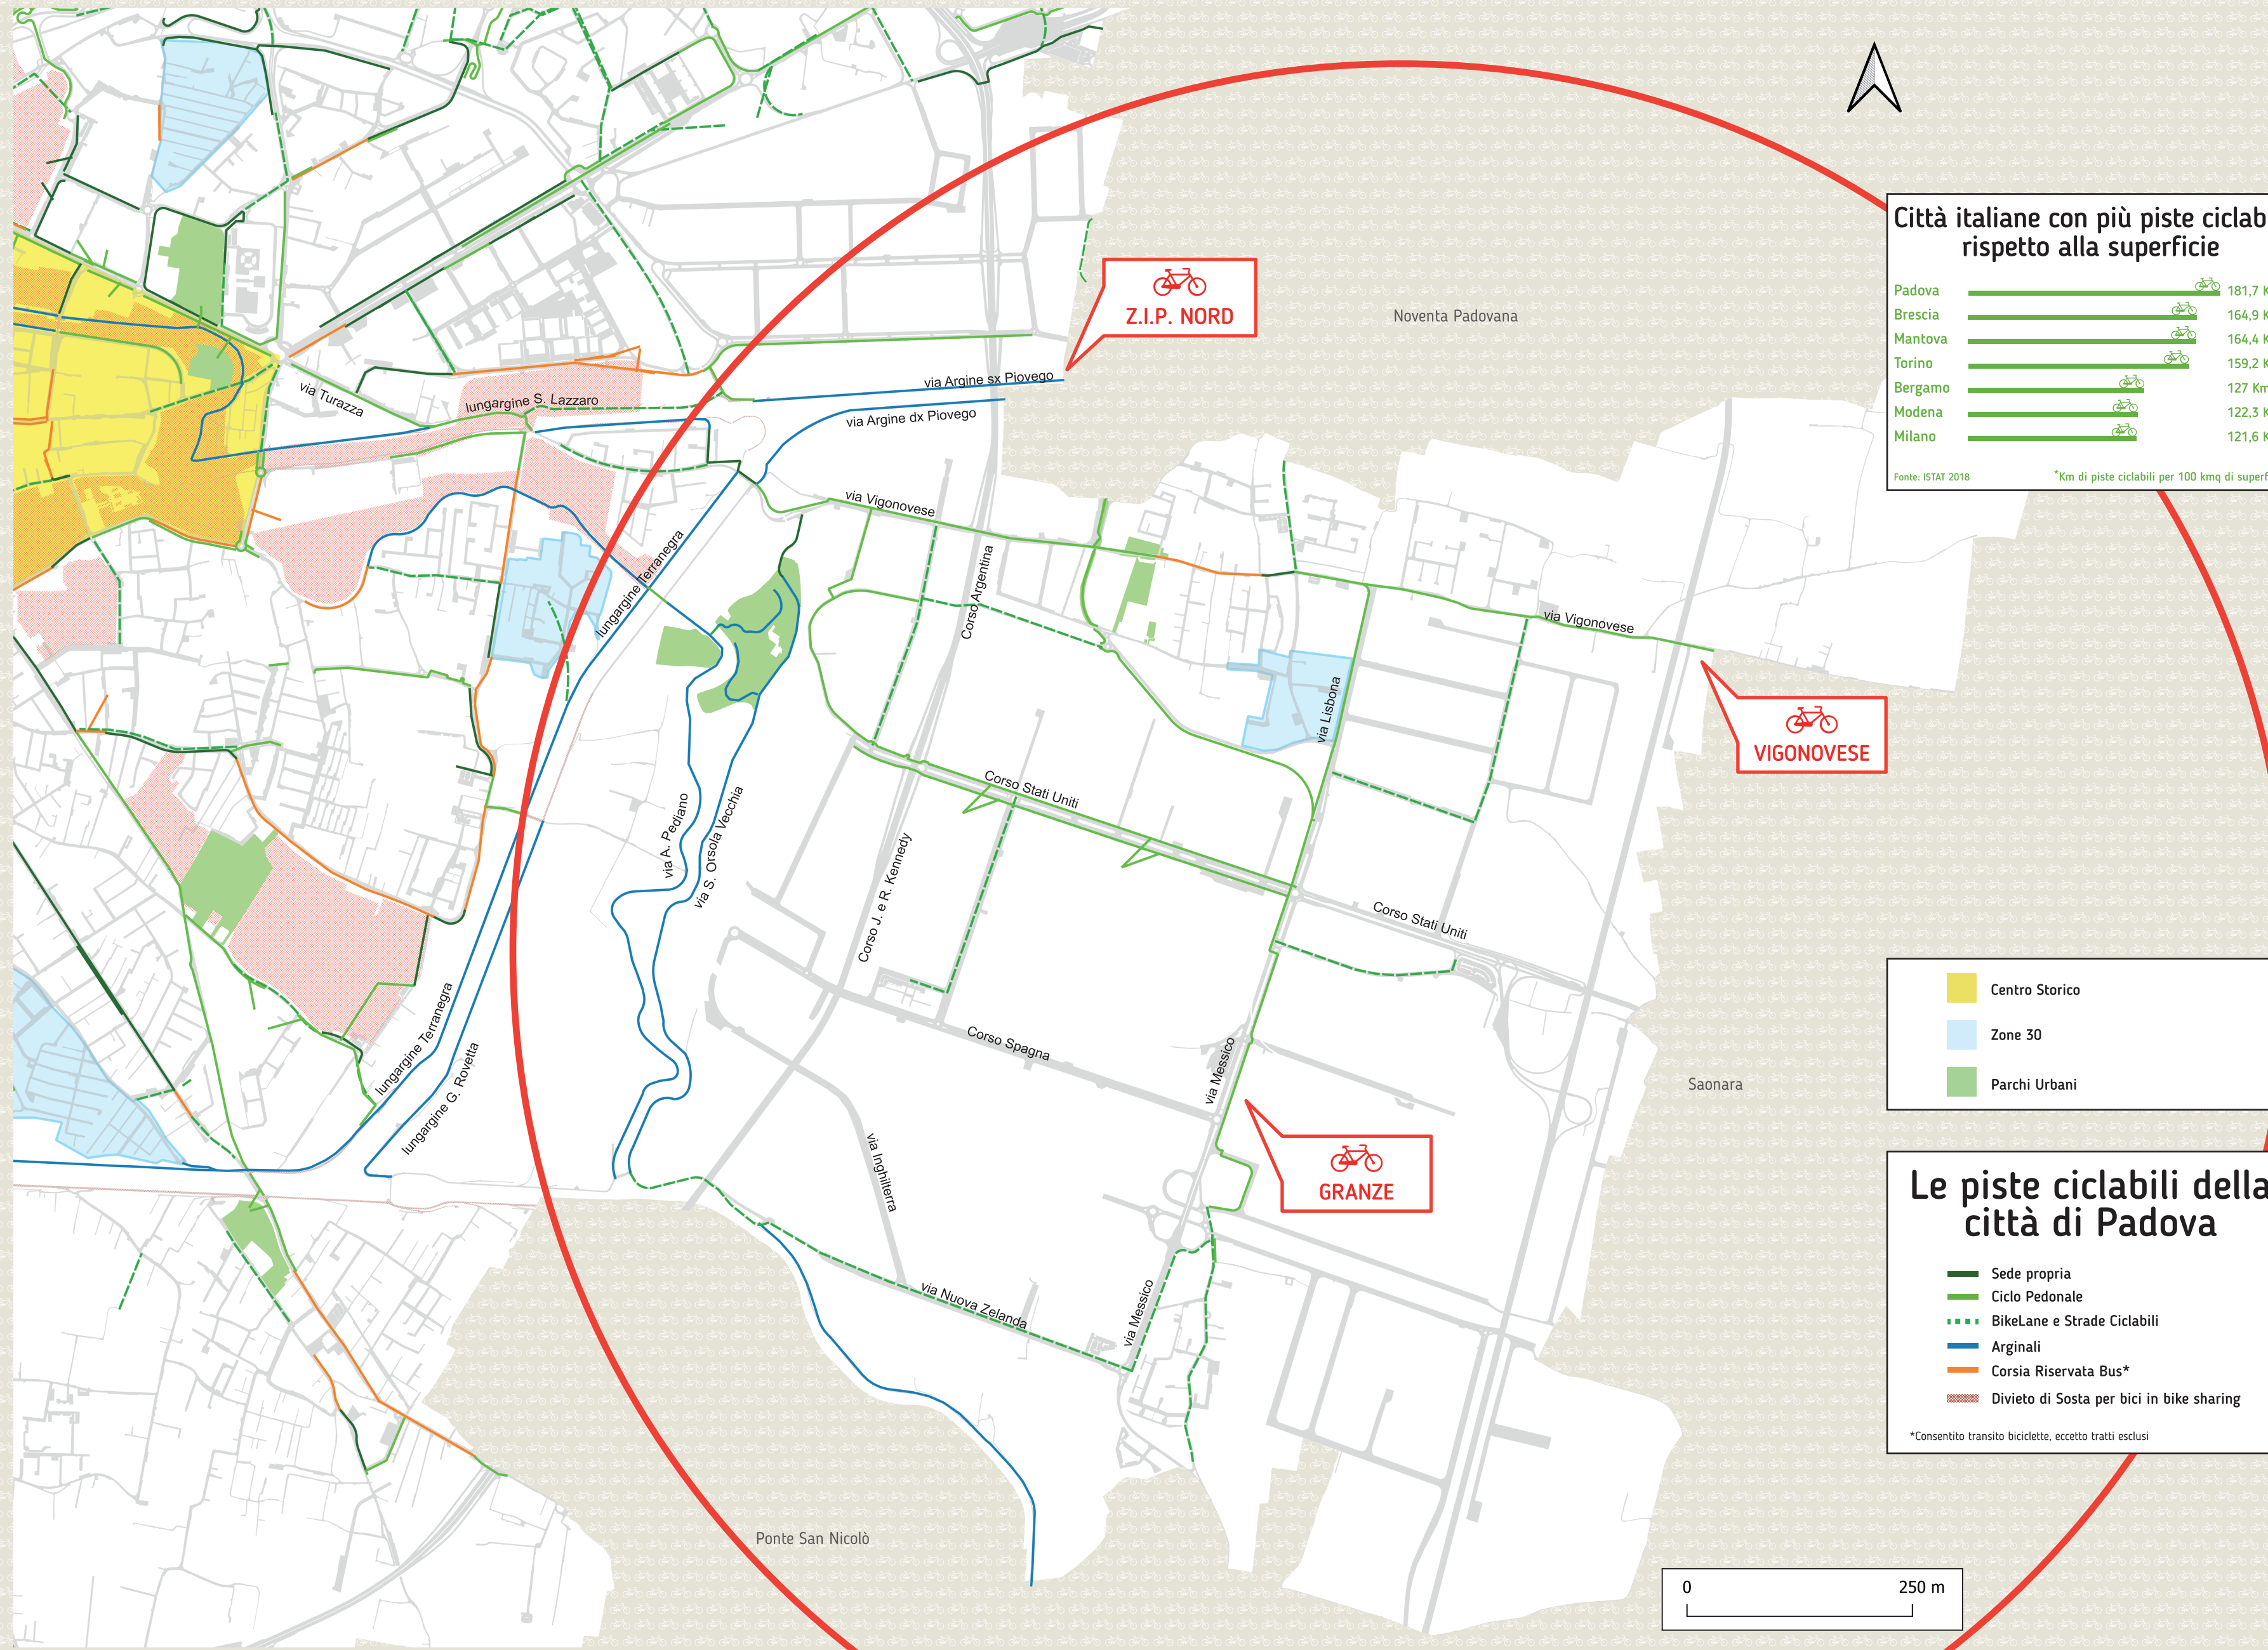 Città italiane con più piste ciclab
rispetto alla superficie
Padova 181,7 K
Brescia 164,9 K
Mantova 164,4 K
Torino 159,2 K
Bergamo 127 Km
Modena 122,3 K
Milano 121,6 K
Fonte: ISTAT 2018 *Km di piste ciclabili per 100 kmq di superf
Z.I.P. NORD
Noventa Padovana
via Turazza
lungargine S. Lazzaro
via Argine sx Piovego
via Argine dx Piovego
via Vigonovese
lungargine Terranegra
Corso Argentina
via Vigonovese
via Lisbona
VIGONOVESE
Corso Stati Uniti
via A. Pediano
via S. Orsola Vecchia
Corso J. e R. Kennedy
Corso Stati Uniti
lungargine Terranegra
lungargine G. Rovetta
Corso Spagna
via Messico
Saonara
GRANZE
via Inghilterra
via Nuova Zelanda
via Messico
Ponte San Nicolò
Centro Storico
Zone 30
Parchi Urbani
Le piste ciclabili della
città di Padova
Sede propria
Ciclo Pedonale
BikeLane e Strade Ciclabili
Arginali
Corsia Riservata Bus*
Divieto di Sosta per bici in bike sharing
*Consentito transito biciclette, eccetto tratti esclusi
0 250 m